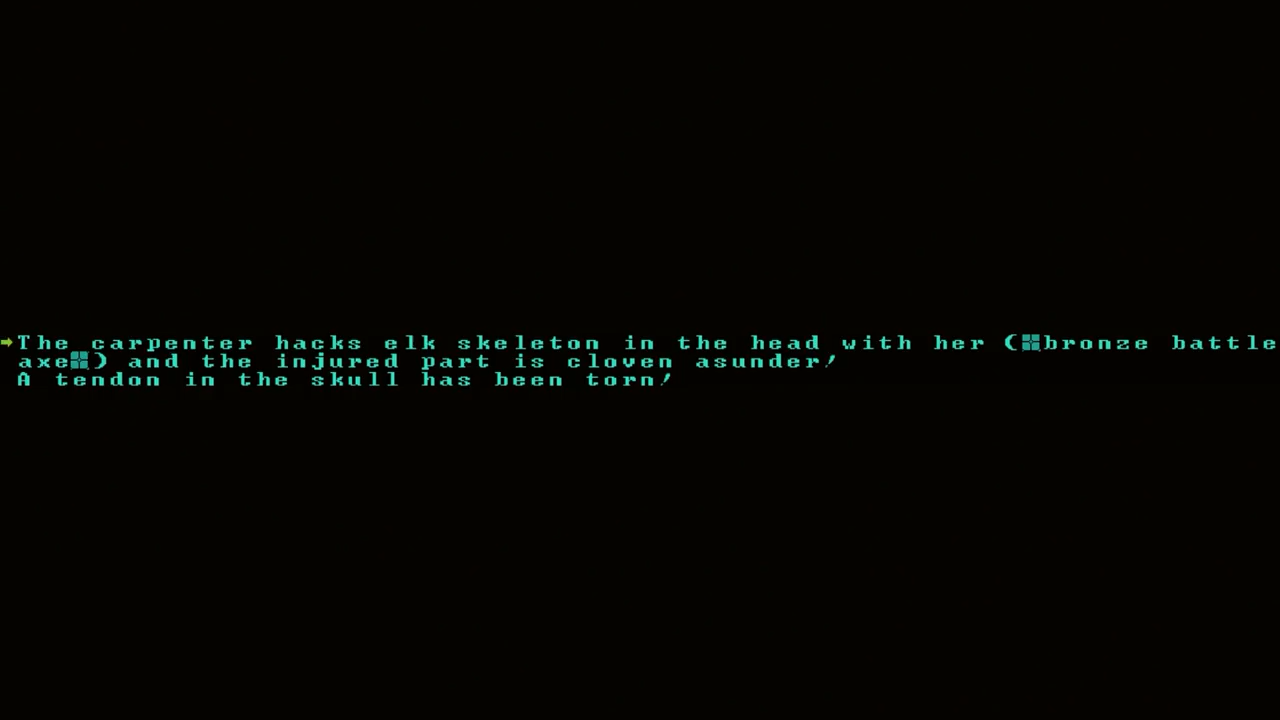 The carpenter hacks elk skeleton in the head with her (⌗bronze battle
axe⌗) and the injured part is cloven asunder!
A tendon in the skull has been torn!